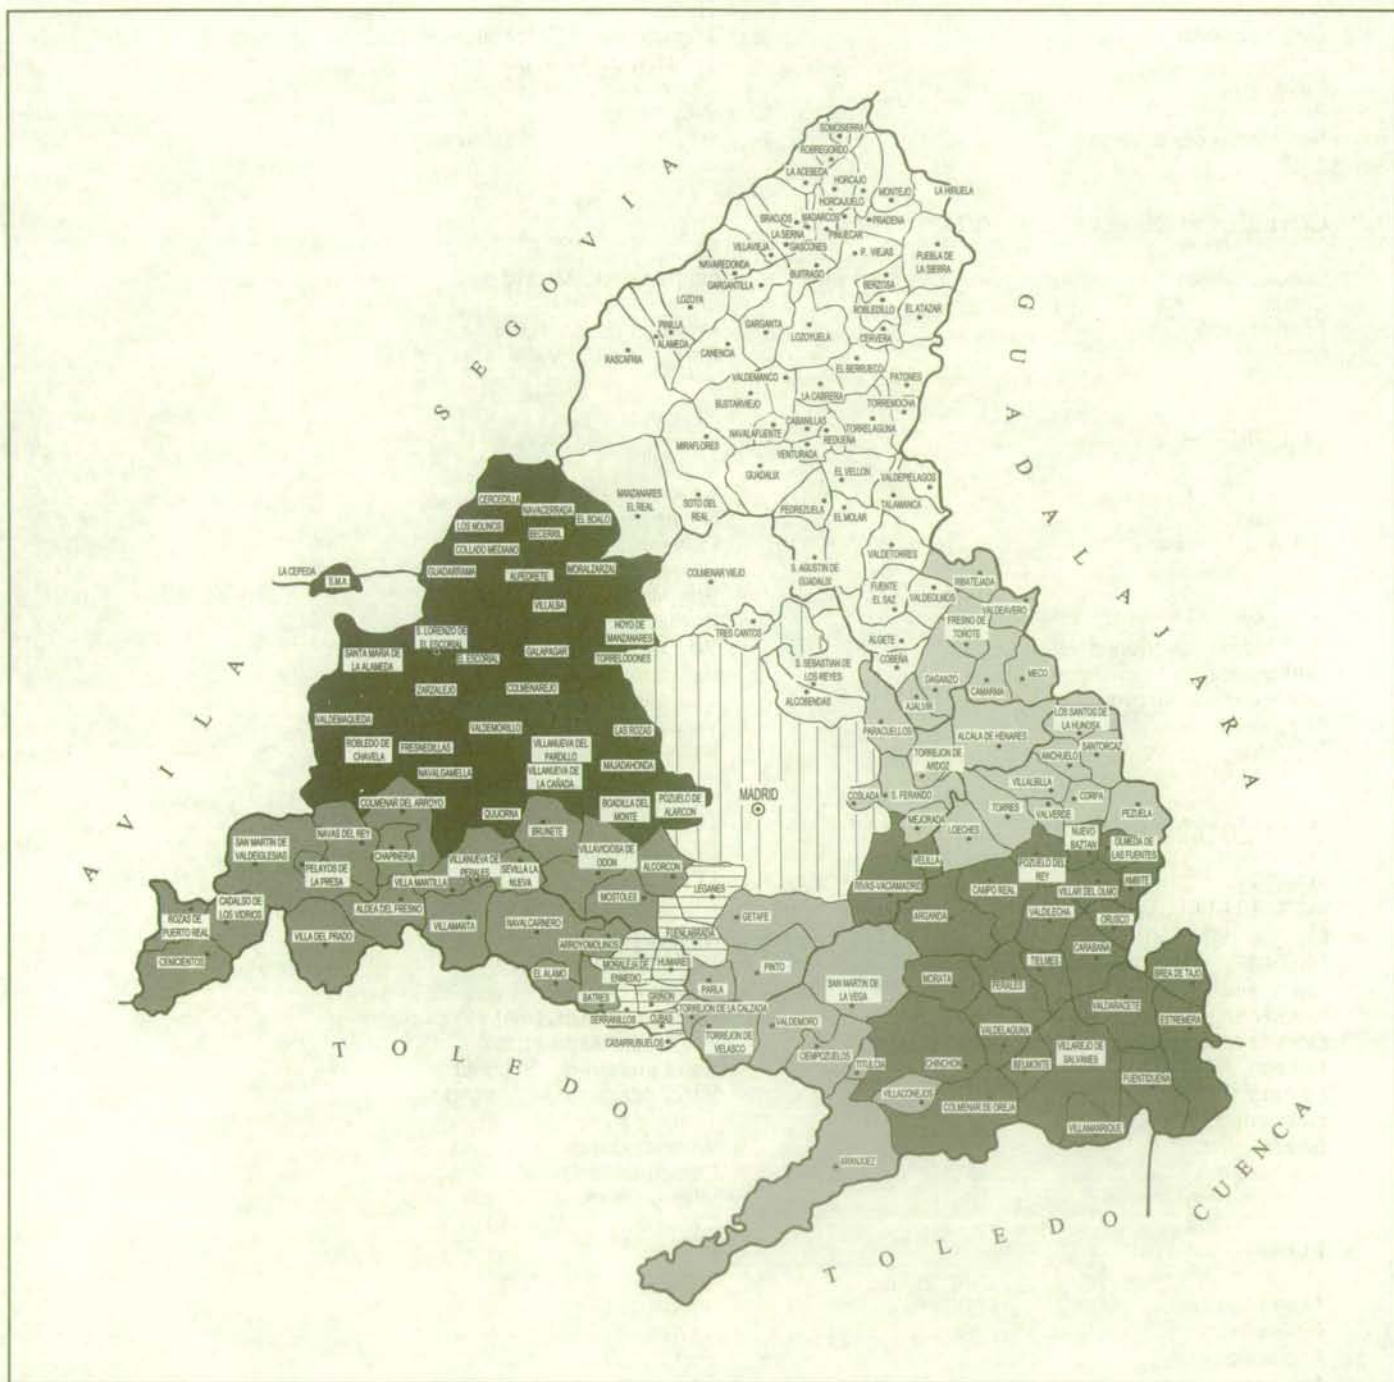 SEGOVIA
GUADALAJARA
AVILA
TOLEDO
TOLEDO
CUENCA
SOMOSIERRA
ROBREGORDO
LA ACEBEDA
HORCAJO
MONTEJO
LA HIRUELA
HORCAJUELO
BRAOJOS
MADARCOS
PRADENA
LA SERNA
PIÑUECAR
VILLAVIEJA
GASCONES
P. VIEJAS
PUEBLA DE
LA SIERRA
NAVAREDONDA
BUITRAGO
GARGANTILLA
BERZOSA
LOZOYA
ROBLEDILLO
EL ATAZAR
PINILLA
ALAMEDA
GARGANTA
LOZOYUELA
CERVERA
RASCAFRIA
CANENCIA
EL BERRUECO
VALDEMANCO
PATONES
BUSTARVIEJO
LA CABRERA
TORREMOCHA
NAVALAFUENTE
CABANILLAS
TORRELAGUNA
REDUEÑA
MIRAFLORES
VENTURADA
GUADALIX
EL VELLON
VALDEPIELAGOS
MANZANARES
EL REAL
SOTO DEL
REAL
PEDREZUELA
EL MOLAR
TALAMANCA
CERCEDILLA
NAVACERRADA
EL BOALO
LOS MOLINOS
BECERRIL
COLLADO MEDIANO
GUADARRAMA
ALPEDRETE
MORALZARZAL
LA CEPEDA
S.M.A.
COLMENAR VIEJO
S. AGUSTIN DE
GUADALIX
VALDETORRES
FUENTE
EL SAZ
VALDEOLMOS
RIBATEJADA
VALDEAVERO
FRESNO DE
TOROTE
VILLALBA
S. LORENZO DE
EL ESCORIAL
HOYO DE
MANZANARES
TRES CANTOS
ALGETE
COBEÑA
SANTA MARIA DE
LA ALAMEDA
EL ESCORIAL
GALAPAGAR
TORRELODONES
S. SEBASTIAN DE
LOS REYES
ALCOBENDAS
DAGANZO
AJALVIR
CAMARMA
MECO
ZARZALEJO
COLMENAREJO
VALDEMAQUEDA
VALDEMORILLO
LAS ROZAS
PARACUELLOS
LOS SANTOS DE
LA HUMOSA
ALCALA DE HENARES
ROBLEDO DE
CHAVELA
FRESNEDILLAS
VILLANUEVA DEL
PARDILLO
TORREJON DE
ARDOZ
ANCHUELO
SANTORCAZ
NAVALGAMELLA
VILLANUEVA DE
LA CAÑADA
MAJADAHONDA
VILLALBILLA
MADRID
COSLADA
S. FERANDO
CORPA
COLMENAR DEL ARROYO
QUIJORNA
BOADILLA DEL
MONTE
POZUELO DE
ALARCON
TORRES
VALVERDE
PEZUELA
NAVAS DEL REY
BRUNETE
MEJORADA
LOECHES
NUEVO
BAZTAN
OLMEDA DE
LAS FUENTES
SAN MARTIN DE
VALDEIGLESIAS
CHAPINERIA
VILLANUEVA DE
PERALES
SEVILLA LA
NUEVA
VILLAVICIOSA DE
ODON
ALCORCON
VELILLA
POZUELO DEL
REY
PELAYOS DE
LA PRESA
VILLA MANTILLA
LEGANES
RIVAS-VACIAMADRID
CAMPO REAL
VILLAR DEL OLMO
AMBITE
CADALSO DE
LOS VIDRIOS
ALDEA DEL FRESNO
MOSTOLES
GETAFE
ARGANDA
VALDILECHA
ORUSCO
ROZAS DE
PUERTO REAL
VILLA DEL PRADO
VILLAMANTA
NAVALCARNERO
ARROYOMOLINOS
FUENLABRADA
CARABAÑA
CENICIENTOS
MORALEJA DE
ENMEDIO
HUMANES
PINTO
TIELMES
EL ALAMO
PARLA
SAN MARTIN DE
LA VEGA
MORATA
PERALES
BREA DE TAJO
BATRES
GRIÑON
TORREJON DE LA CALZADA
VALDARACETE
SERRANILLOS
CUBAS
VALDEMORO
VALDELAGUNA
ESTREMERA
CASARRUBUELOS
TORREJON DE
VELASCO
CIEMPOZUELOS
VILLAREJO DE
SALVANES
TITULCIA
CHINCHON
BELMONTE
FUENTIDUEÑA
VILLACONEJOS
COLMENAR DE OREJA
VILLAMANRIQUE
ARANJUEZ